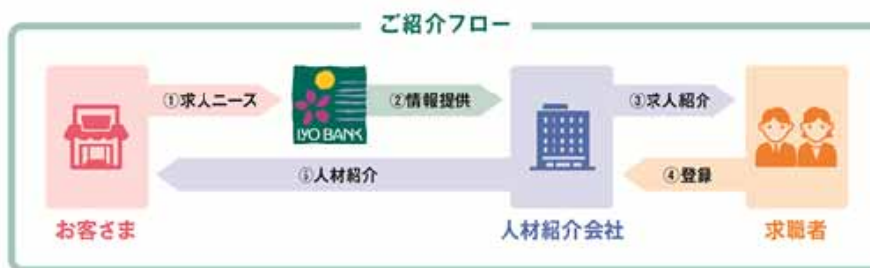 ご紹介フロー
①求人ニーズ
IYO BANK
②情報提供
③求人紹介
⑤人材紹介
④登録
お客さま
人材紹介会社
求職者